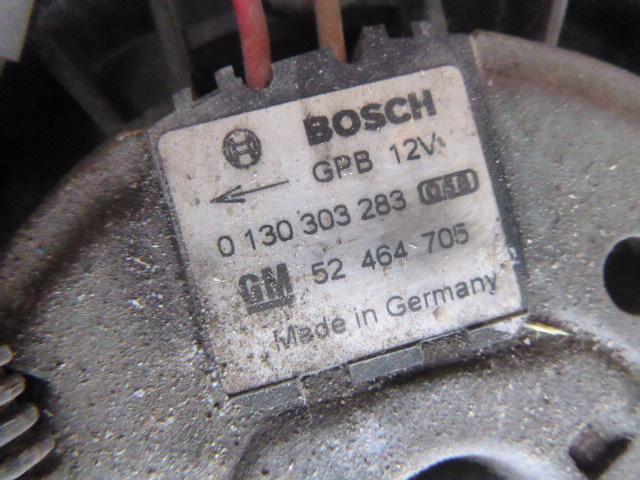 BOSCH
GPB 12V
0 130 303 283
GM 52 464 705
Made in Germany